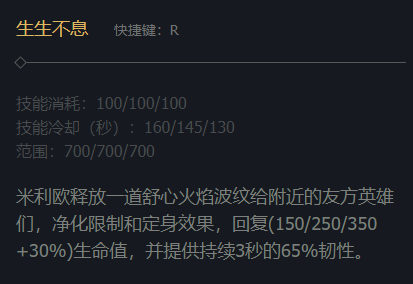 生生不息 快捷键：R
技能消耗：100/100/100
技能冷却（秒）：160/145/130
范围：700/700/700
米利欧释放一道舒心火焰波纹给附近的友方英雄
们，净化限制和定身效果，回复(150/250/350
+30%)生命值，并提供持续3秒的65%韧性。